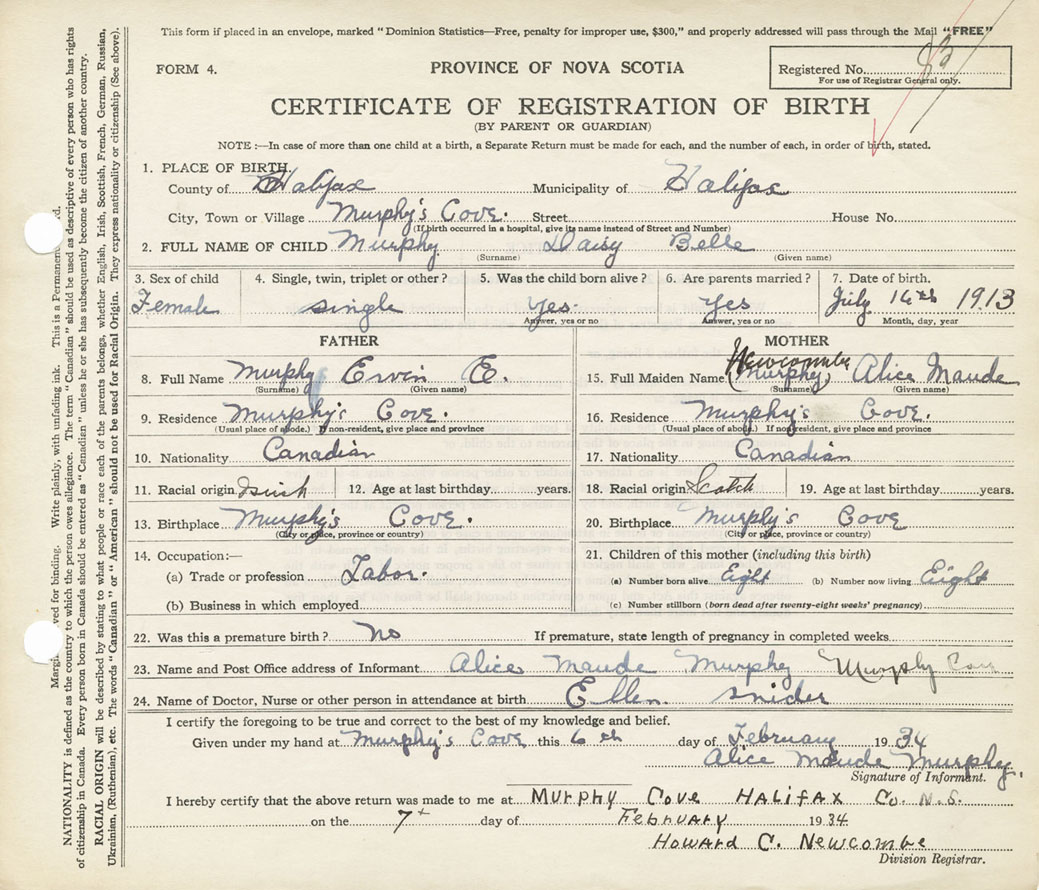 This form if placed in an envelope, marked "Dominion Statistics—Free, penalty for improper use, $300," and properly addressed will pass through the Mail "FREE"
FORM 4.
PROVINCE OF NOVA SCOTIA
Registered No. 83
For use of Registrar General only.
CERTIFICATE OF REGISTRATION OF BIRTH
(BY PARENT OR GUARDIAN)
NOTE :—In case of more than one child at a birth, a Separate Return must be made for each, and the number of each, in order of birth, stated.
1. PLACE OF BIRTH.
County of Halifax Municipality of Halifax
City, Town or Village Murphy's Cove. Street House No.
(If birth occurred in a hospital, give its name instead of Street and Number)
2. FULL NAME OF CHILD Murphy Daisy Belle
(Surname) (Given name)
3. Sex of child 4. Single, twin, triplet or other? 5. Was the child born alive? 6. Are parents married? 7. Date of birth.
Female single Yes. Yes July 16th 1913
Answer, yes or no Answer, yes or no Month, day, year
FATHER
8. Full Name Murphy Ervin E.
(Surname) (Given name)
9. Residence Murphy's Cove.
(Usual place of abode.) If non-resident, give place and province
10. Nationality Canadian
11. Racial origin Irish 12. Age at last birthday years.
13. Birthplace Murphy's Cove.
(City or place, province or country)
14. Occupation:—
(a) Trade or profession Labor.
(b) Business in which employed
MOTHER
Newcombe
15. Full Maiden Name (Murphy) Alice Maude
(Surname) (Given name)
16. Residence Murphy's Cove.
(Usual place of abode.) If non-resident, give place and province
17. Nationality Canadian
18. Racial origin Scotch 19. Age at last birthday years.
20. Birthplace Murphy's Cove
(City or place, province or country)
21. Children of this mother (including this birth)
(a) Number born alive Eight (b) Number now living Eight
(c) Number stillborn (born dead after twenty-eight weeks' pregnancy)
22. Was this a premature birth? No If premature, state length of pregnancy in completed weeks
23. Name and Post Office address of Informant Alice Maude Murphy Murphy Cove
24. Name of Doctor, Nurse or other person in attendance at birth Ellen Snider
I certify the foregoing to be true and correct to the best of my knowledge and belief.
Given under my hand at Murphy's Cove this 6th day of February 1934
Alice Maude Murphy.
Signature of Informant.
I hereby certify that the above return was made to me at MURPHY COVE HALIFAX Co. N.S.
on the 7th day of FEBRUARY 1934
HOWARD C. NEWCOMBE
Division Registrar.
Margin reserved for binding. Write plainly, with unfading ink. This is a Permanent Record.
NATIONALITY is defined as the country to which the person owes allegiance. The term "Canadian" should be used as descriptive of every person who has rights
of citizenship in Canada. Every person born in Canada should be entered as "Canadian" unless he or she has subsequently become the citizen of another country.
RACIAL ORIGIN will be described by stating to what people or race each of the parents belongs, whether English, Irish, Scottish, French, German, Russian,
Ukrainian, (Ruthenian), etc. The words "Canadian" or "American" should not be used for Racial Origin. They express nationality or citizenship (See above).